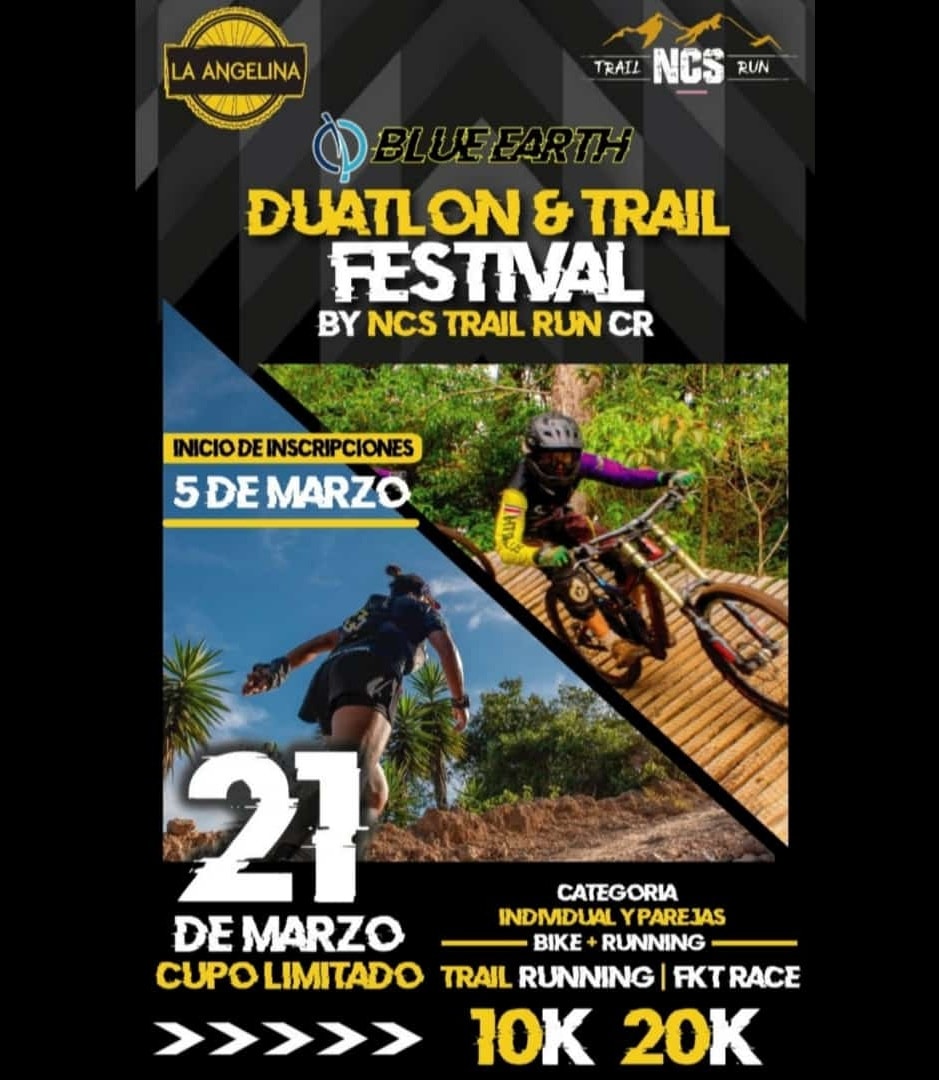 LA ANGELINA
TRAIL NCS RUN
BLUE EARTH
DUATLON & TRAIL
FESTIVAL
BY NCS TRAIL RUN CR
INICIO DE INSCRIPCIONES
5 DE MARZO
21
DE MARZO
CUPO LIMITADO
CATEGORIA
INDIVIDUAL Y PAREJAS
BIKE + RUNNING
TRAIL RUNNING | FKT RACE
10K 20K